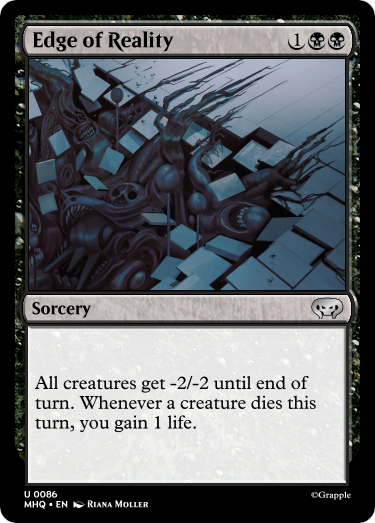 Edge of Reality 1
Sorcery
All creatures get -2/-2 until end of
turn. Whenever a creature dies this
turn, you gain 1 life.
U 0086
MHQ • EN Riana Moller
©Grapple